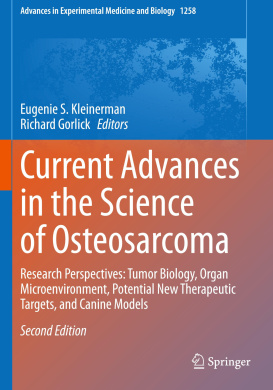 Advances in Experimental Medicine and Biology 1258
Eugenie S. Kleinerman
Richard Gorlick Editors
Current Advances
in the Science
of Osteosarcoma
Research Perspectives: Tumor Biology, Organ
Microenvironment, Potential New Therapeutic
Targets, and Canine Models
Second Edition
Springer